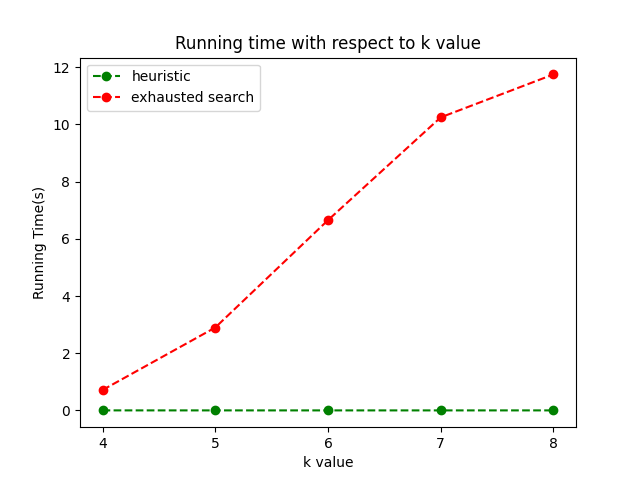 Running time with respect to k value
heuristic
exhausted search
12
10
8
6
4
2
0
Running Time(s)
4 5 6 7 8
k value